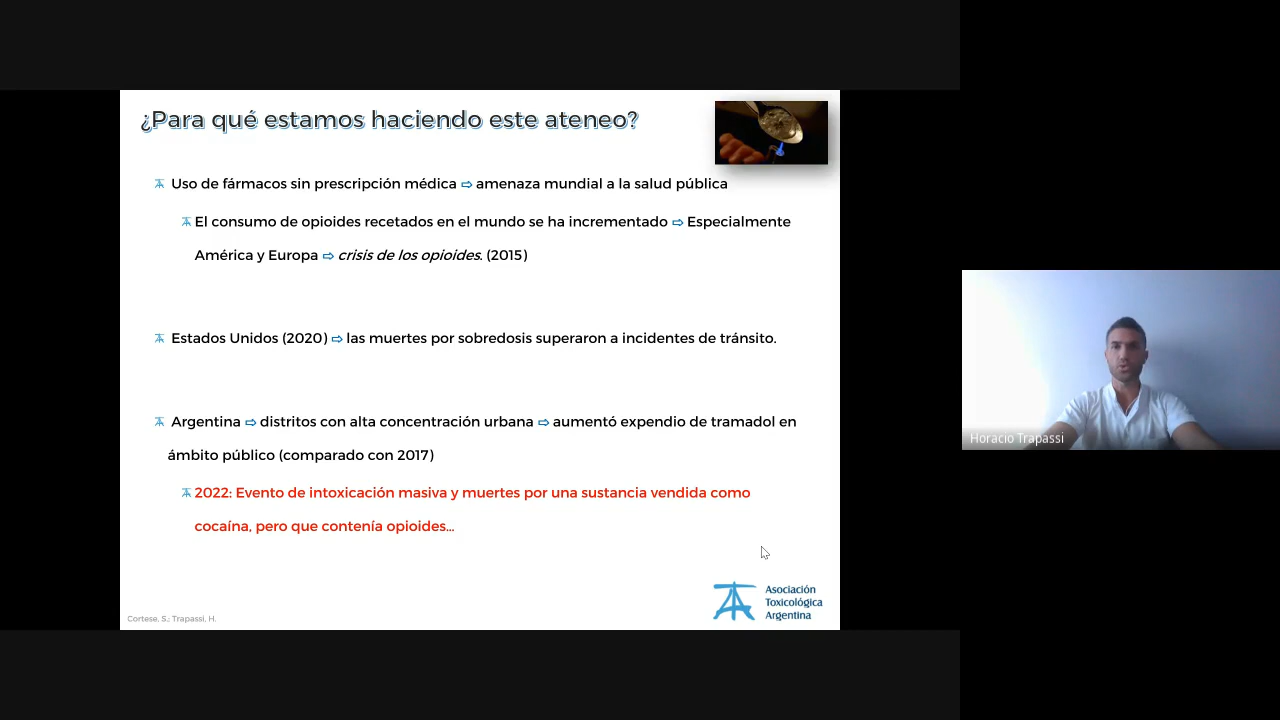 ¿Para qué estamos haciendo este ateneo?
Uso de fármacos sin prescripción médica ⇨ amenaza mundial a la salud pública
El consumo de opioides recetados en el mundo se ha incrementado ⇨ Especialmente
América y Europa ⇨ crisis de los opioides. (2015)
Estados Unidos (2020) ⇨ las muertes por sobredosis superaron a incidentes de tránsito.
Argentina ⇨ distritos con alta concentración urbana ⇨ aumentó expendio de tramadol en
ámbito público (comparado con 2017)
2022: Evento de intoxicación masiva y muertes por una sustancia vendida como
cocaína, pero que contenía opioides...
Asociación
Toxicológica
Argentina
Cortese, S.; Trapassi, H.
Horacio Trapassi